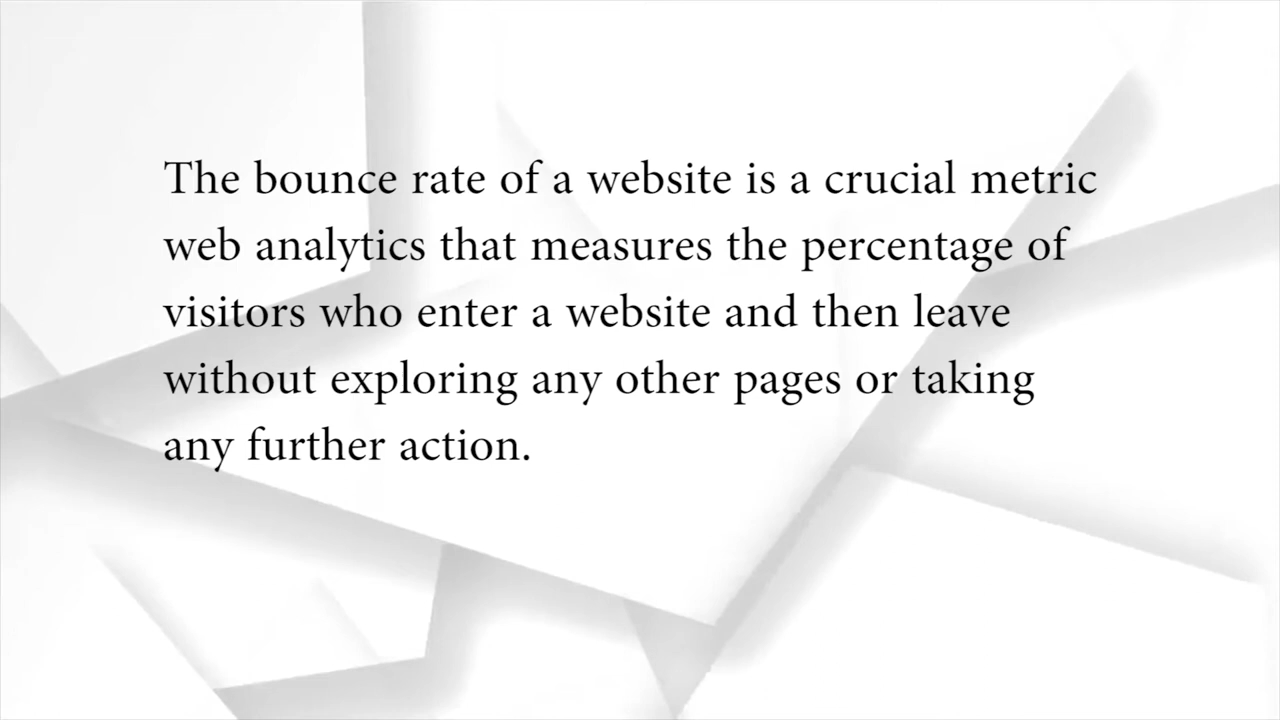 The bounce rate of a website is a crucial metric
web analytics that measures the percentage of
visitors who enter a website and then leave
without exploring any other pages or taking
any further action.